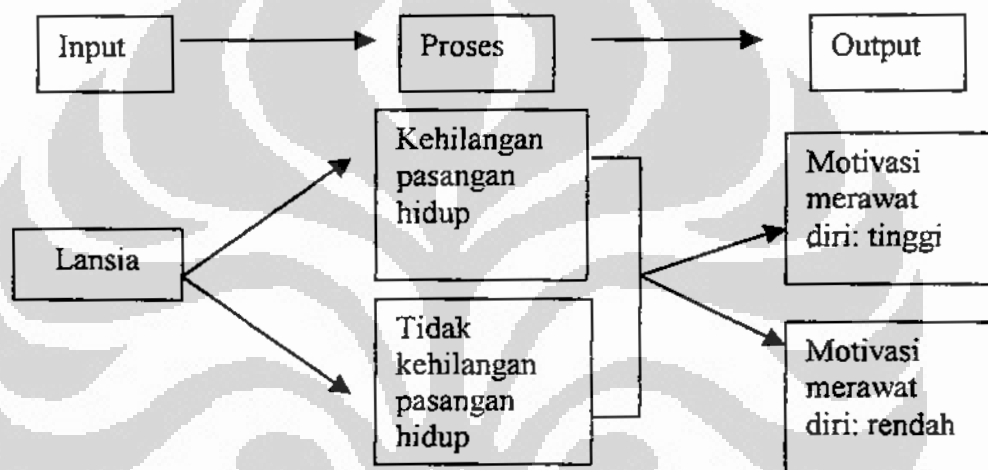 Input
Proses
Output
Lansia
Kehilangan
pasangan
hidup
Tidak
kehilangan
pasangan
hidup
Motivasi
merawat
diri: tinggi
Motivasi
merawat
diri: rendah